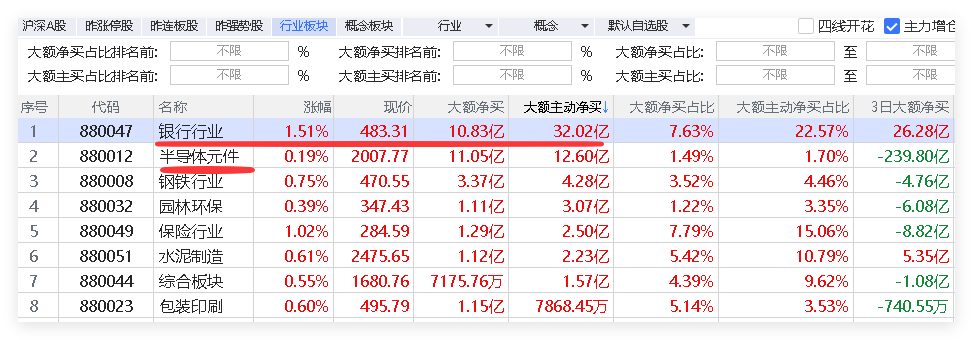 沪深A股 昨涨停股 昨连板股 昨强势股 行业板块 概念板块 行业 概念 默认自选股 四线开花 主力增仓
大额净买占比排名前: 不限 % 大额净买排名前: 不限 % 大额净买占比: 不限 至 不限
大额主买占比排名前: 不限 % 大额主买排名前: 不限 % 大额主买占比: 不限 至 不限
序号 代码 名称 涨幅 现价 大额净买 大额主动净买↓ 大额净买占比 大额主动净买占比 3日大额净买
1 880047 银行行业 1.51% 483.31 10.83亿 32.02亿 7.63% 22.57% 26.28亿
2 880012 半导体元件 0.19% 2007.77 11.05亿 12.60亿 1.49% 1.70% -239.80亿
3 880008 钢铁行业 0.75% 470.55 3.37亿 4.28亿 3.52% 4.46% -4.76亿
4 880032 园林环保 0.39% 347.43 1.11亿 3.07亿 1.22% 3.35% -6.08亿
5 880049 保险行业 1.02% 284.59 1.29亿 2.50亿 7.79% 15.06% -8.82亿
6 880051 水泥制造 0.61% 2475.65 1.12亿 2.23亿 5.42% 10.79% 5.35亿
7 880044 综合板块 0.55% 1680.76 7175.76万 1.57亿 4.39% 9.62% -1.08亿
8 880023 包装印刷 0.60% 495.79 1.15亿 7868.45万 5.14% 3.53% -740.55万